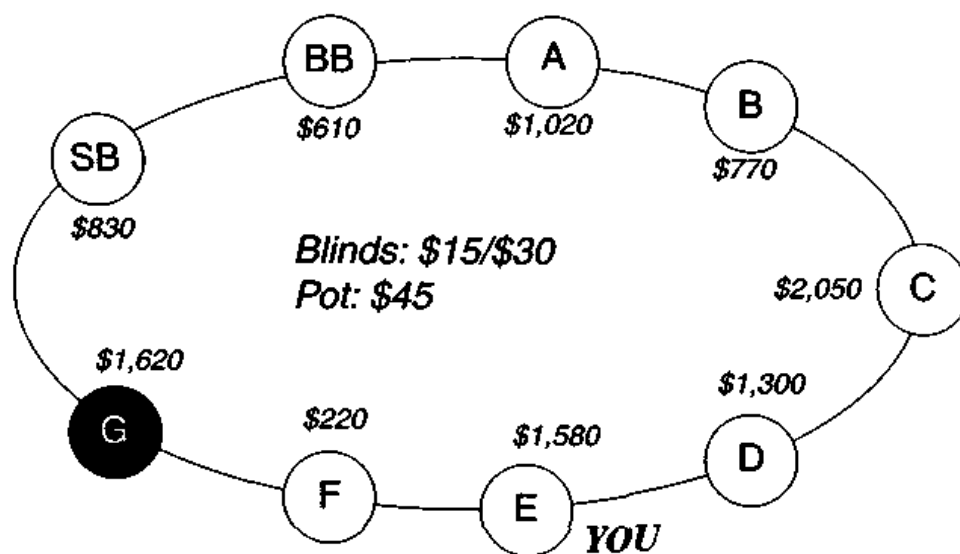 BB
A
B
$610
$1,020
$770
SB
$830
Blinds: $15/$30
Pot: $45
$2,050
C
$1,620
$1,300
G
$220
$1,580
D
F
E
YOU